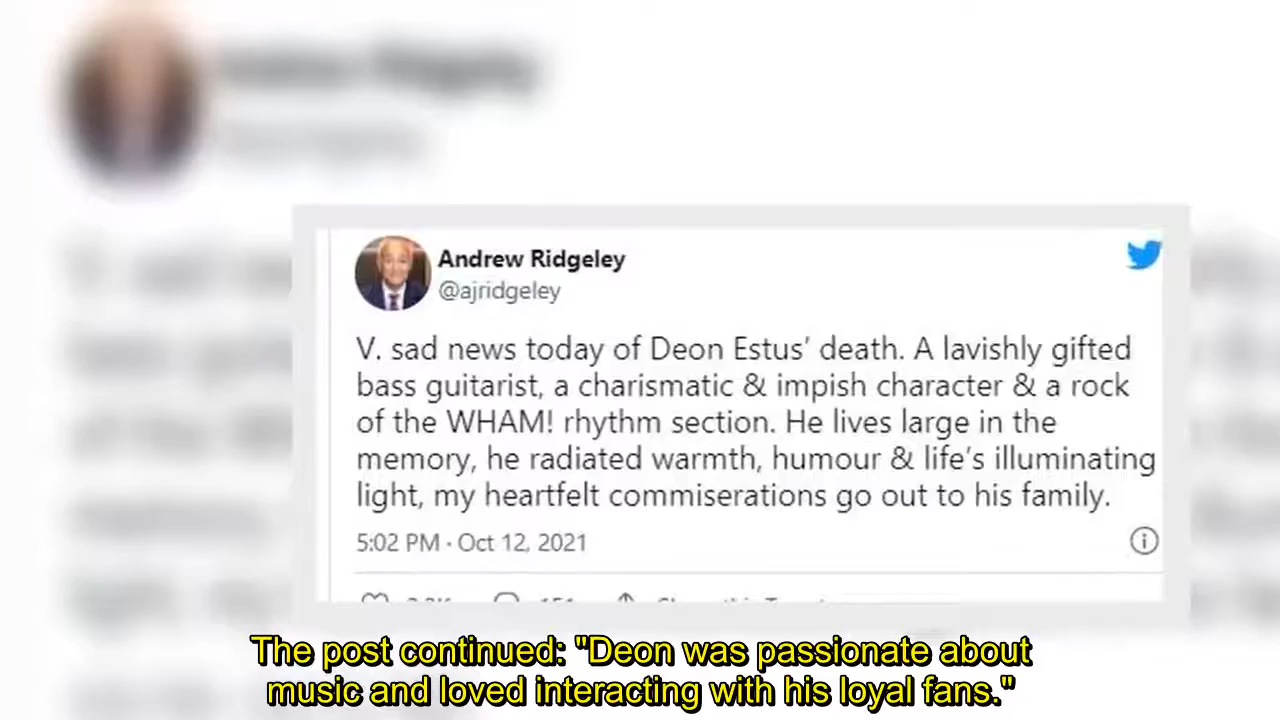 Andrew Ridgeley
@ajridgeley
V. sad news today of Deon Estus’ death. A lavishly gifted
bass guitarist, a charismatic & impish character & a rock
of the WHAM! rhythm section. He lives large in the
memory, he radiated warmth, humour & life’s illuminating
light, my heartfelt commiserations go out to his family.
5:02 PM · Oct 12, 2021
The post continued: "Deon was passionate about
music and loved interacting with his loyal fans."